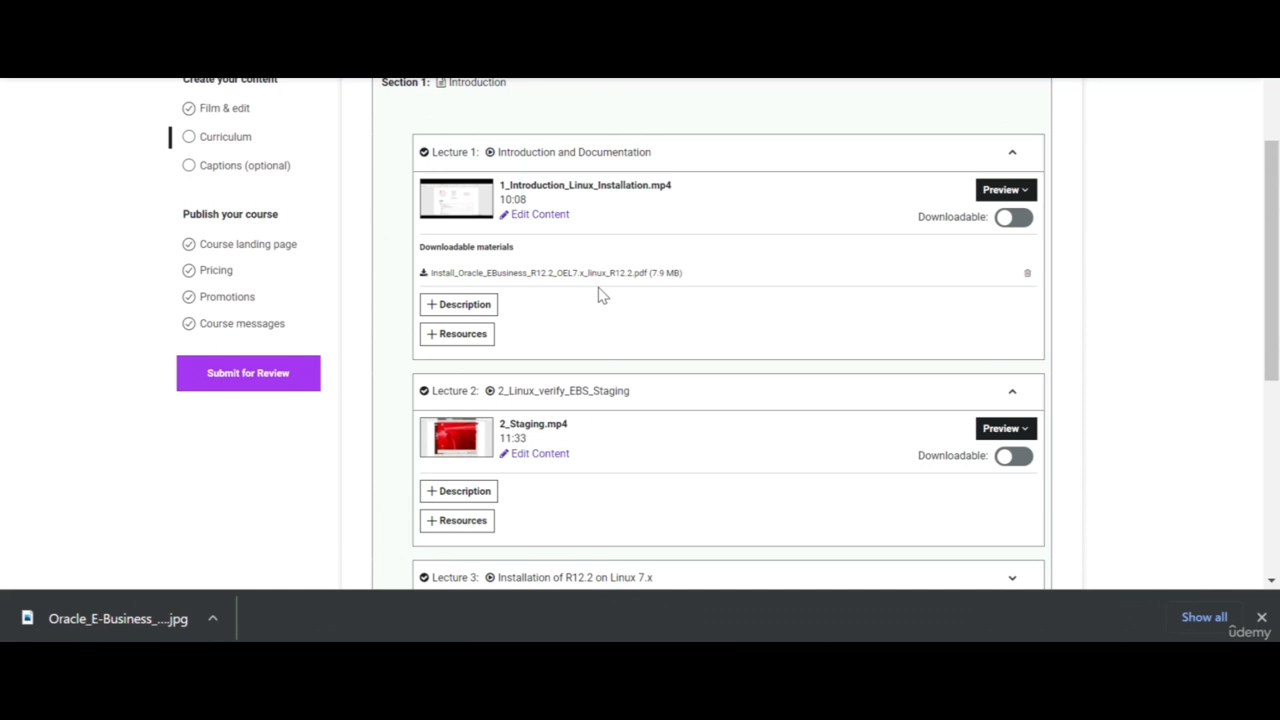 Create your content
Film & edit
Curriculum
Captions (optional)
Publish your course
Course landing page
Pricing
Promotions
Course messages
Submit for Review
Section 1: Introduction
Lecture 1: Introduction and Documentation
1_Introduction_Linux_Installation.mp4
10:08
Edit Content
Preview
Downloadable:
Downloadable materials
Install_Oracle_EBusiness_R12.2_OEL7.x_linux_R12.2.pdf (7.9 MB)
+ Description
+ Resources
Lecture 2: 2_Linux_verify_EBS_Staging
2_Staging.mp4
11:33
Edit Content
Preview
Downloadable:
+ Description
+ Resources
Lecture 3: Installation of R12.2 on Linux 7.x
Oracle_E-Business_....jpg
Show all
ûdemy